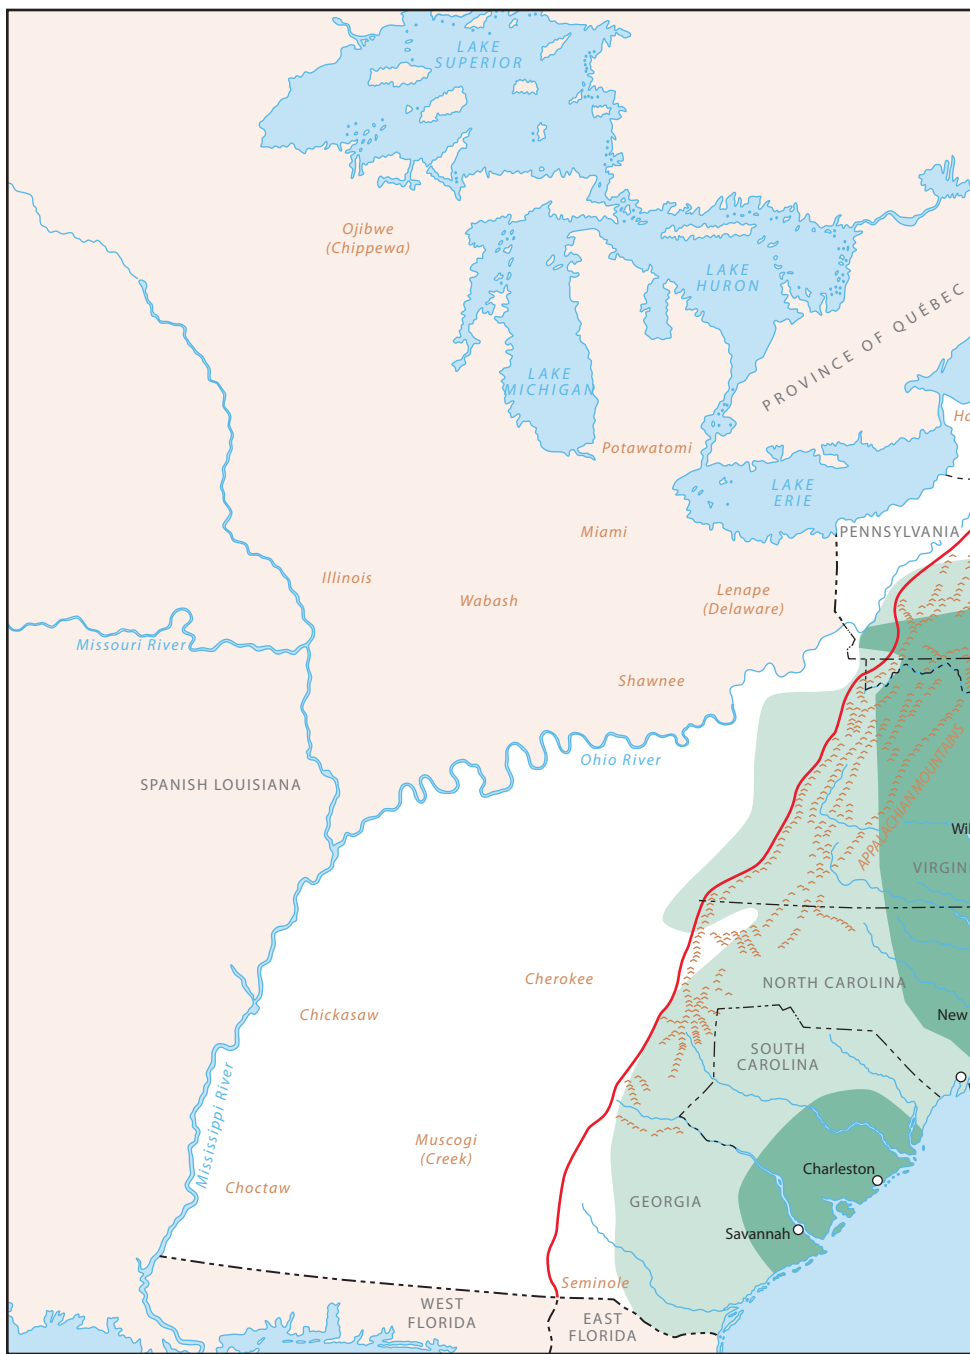 LAKE
SUPERIOR
Ojibwe
(Chippewa)
LAKE
HURON
PROVINCE OF QUÉBEC
LAKE
MICHIGAN
Ha
Potawatomi
LAKE
ERIE
Miami
PENNSYLVANIA
Illinois
Wabash
Lenape
(Delaware)
Missouri River
Shawnee
Ohio River
SPANISH LOUISIANA
APPALACHIAN MOUNTAINS
Wil
VIRGIN
Cherokee
NORTH CAROLINA
Chickasaw
New
SOUTH
CAROLINA
Mississippi River
Muscogi
(Creek)
Choctaw
Charleston
GEORGIA
Savannah
Seminole
WEST
FLORIDA
EAST
FLORIDA